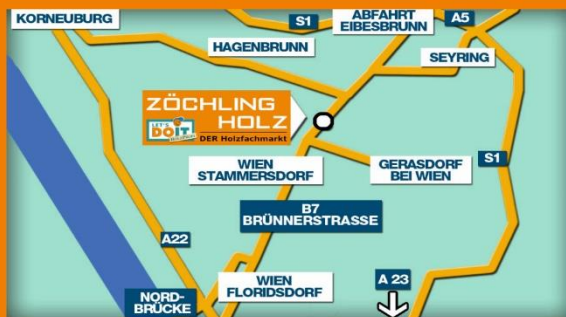 KORNEUBURG
S1
ABFAHRT
EIBESBRUNN
A5
HAGENBRUNN
SEYRING
ZÖCHLING
HOLZ
LET'S
DOIT
DER Holzfachmarkt
WIEN
STAMMERSDORF
GERASDORF
BEI WIEN
S1
B7
BRÜNNERSTRASSE
A22
WIEN
FLORIDSDORF
A 23
NORD-
BRÜCKE